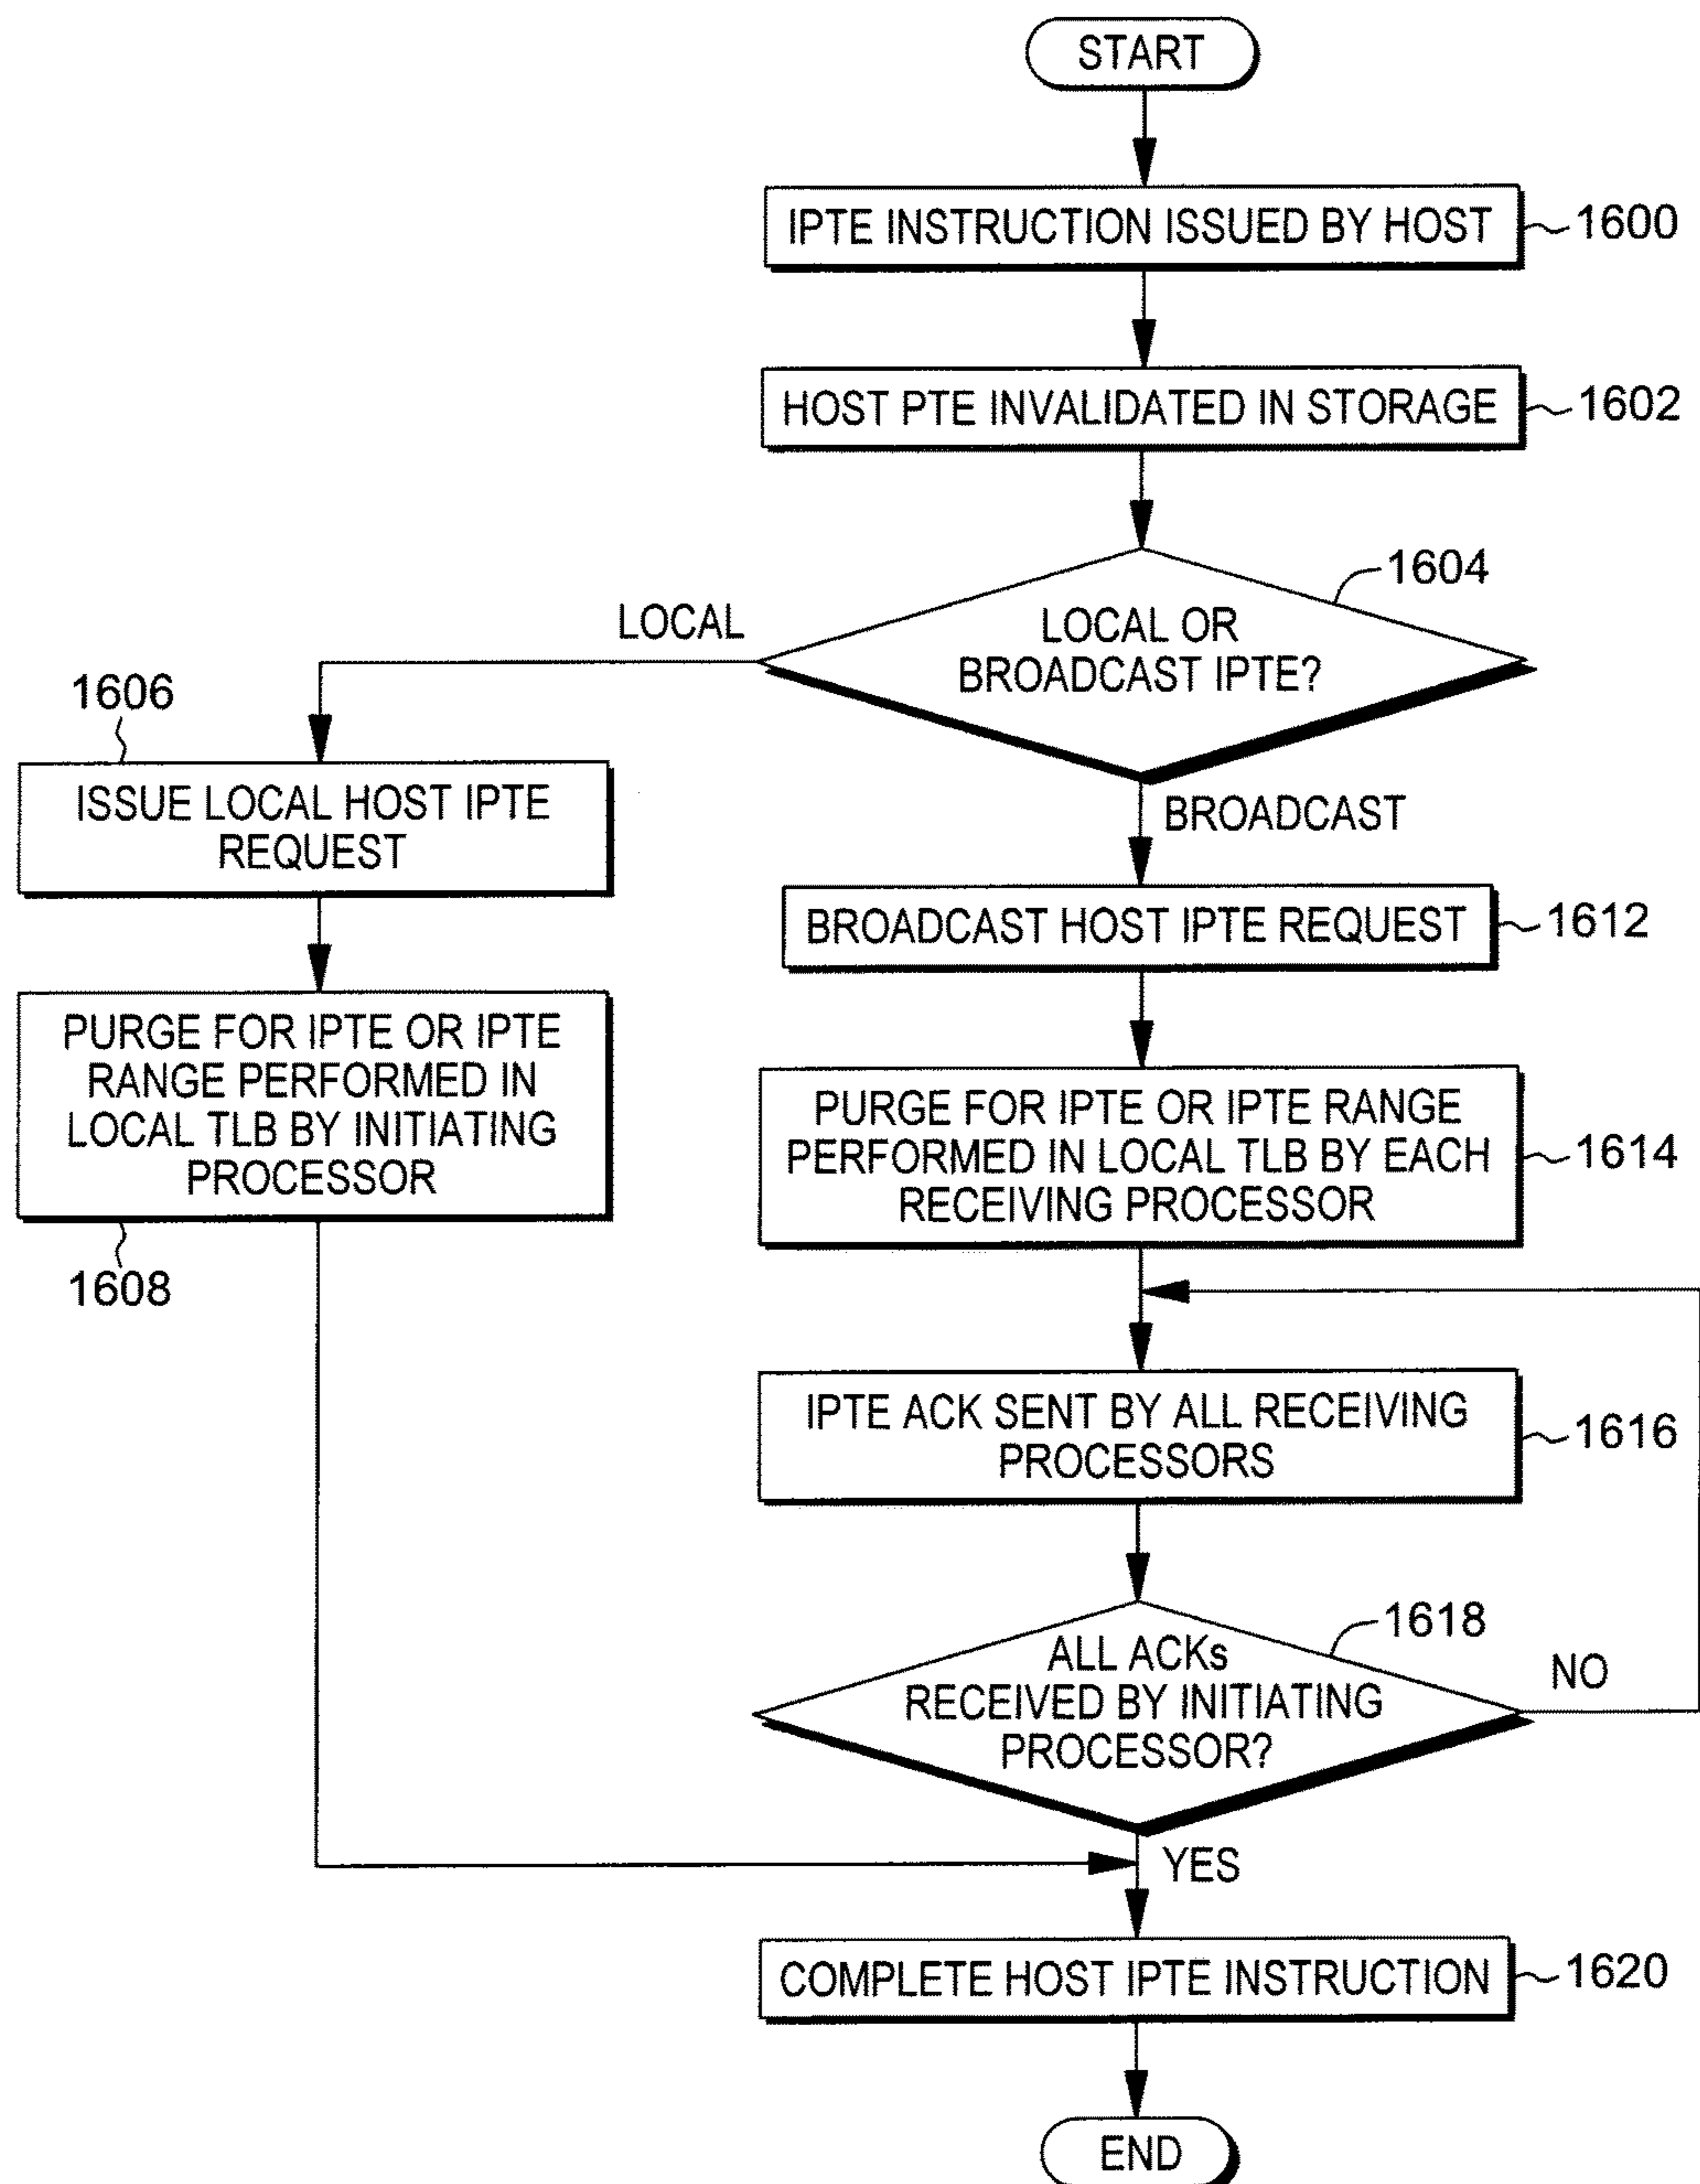 START
IPTE INSTRUCTION ISSUED BY HOST
1600
HOST PTE INVALIDATED IN STORAGE
1602
1604
LOCAL OR
BROADCAST IPTE?
LOCAL
1606
ISSUE LOCAL HOST IPTE
REQUEST
BROADCAST
BROADCAST HOST IPTE REQUEST
1612
PURGE FOR IPTE OR IPTE
RANGE PERFORMED IN
LOCAL TLB BY INITIATING
PROCESSOR
1608
PURGE FOR IPTE OR IPTE RANGE
PERFORMED IN LOCAL TLB BY EACH
RECEIVING PROCESSOR
1614
IPTE ACK SENT BY ALL RECEIVING
PROCESSORS
1616
1618
ALL ACKs
RECEIVED BY INITIATING
PROCESSOR?
NO
YES
COMPLETE HOST IPTE INSTRUCTION
1620
END